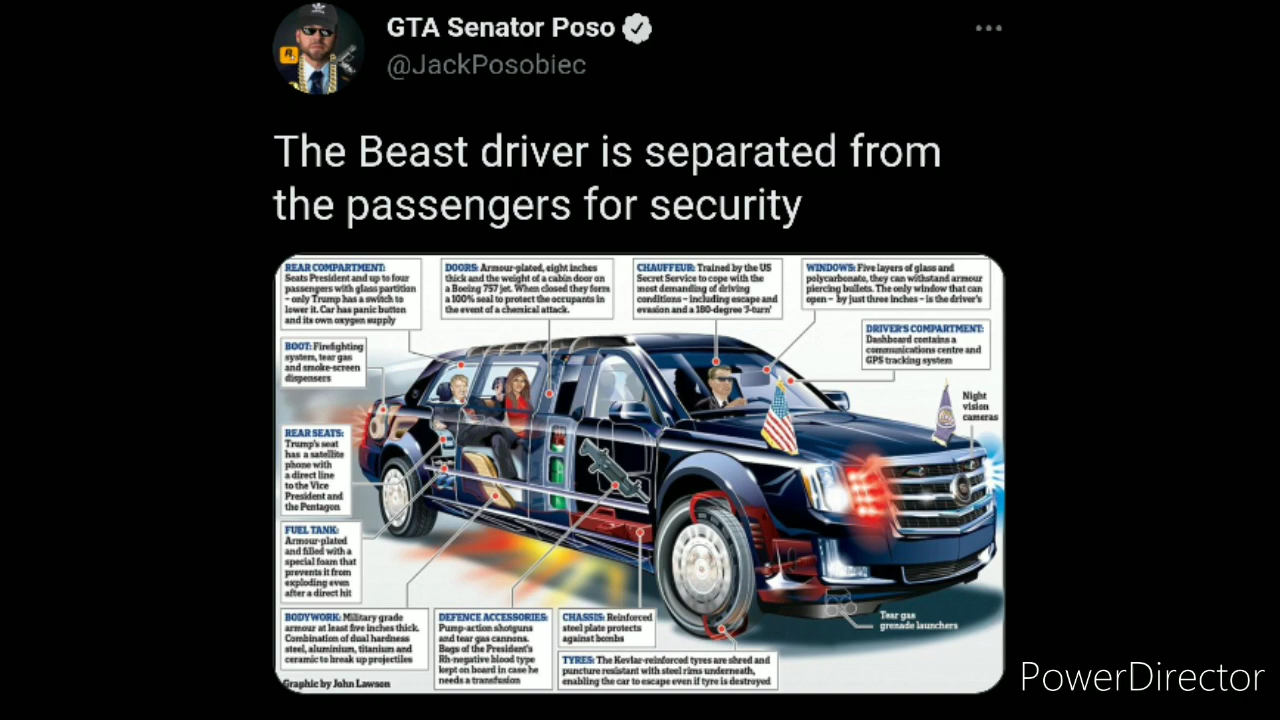 GTA Senator Poso
@JackPosobiec
The Beast driver is separated from
the passengers for security
REAR COMPARTMENT:
Seats President and up to four
passengers with glass partition
– only Trump has a switch to
lower it. Car has panic button
and its own oxygen supply
DOORS: Armour-plated, eight inches
thick and the weight of a cabin door on
a Boeing 757 jet. When closed they form
a 100% seal to protect the occupants in
the event of a chemical attack.
CHAUFFEUR: Trained by the US
Secret Service to cope with the
most demanding of driving
conditions – including escape and
evasion and a 180-degree 'J-turn'
WINDOWS: Five layers of glass and
polycarbonate, they can withstand armour
piercing bullets. The only window that can
open – by just three inches – is the driver's
DRIVER'S COMPARTMENT:
Dashboard contains a
communications centre and
GPS tracking system
BOOT: Firefighting
system, tear gas
and smoke-screen
dispensers
Night
vision
cameras
REAR SEATS:
Trump's seat
has a satellite
phone with
a direct line
to the Vice
President and
the Pentagon
FUEL TANK:
Armour-plated
and filled with a
special foam that
prevents it from
exploding even
after a direct hit
BODYWORK: Military grade
armour at least five inches thick.
Combination of dual hardness
steel, aluminium, titanium and
ceramic to break up projectiles
DEFENCE ACCESSORIES:
Pump-action shotguns
and tear gas cannons.
Bags of the President's
Rh-negative blood type
kept on board in case he
needs a transfusion
CHASSIS: Reinforced
steel plate protects
against bombs
TYRES: The Kevlar-reinforced tyres are shred and
puncture resistant with steel rims underneath,
enabling the car to escape even if tyre is destroyed
Tear gas
grenade launchers
Graphic by John Lawson
PowerDirector